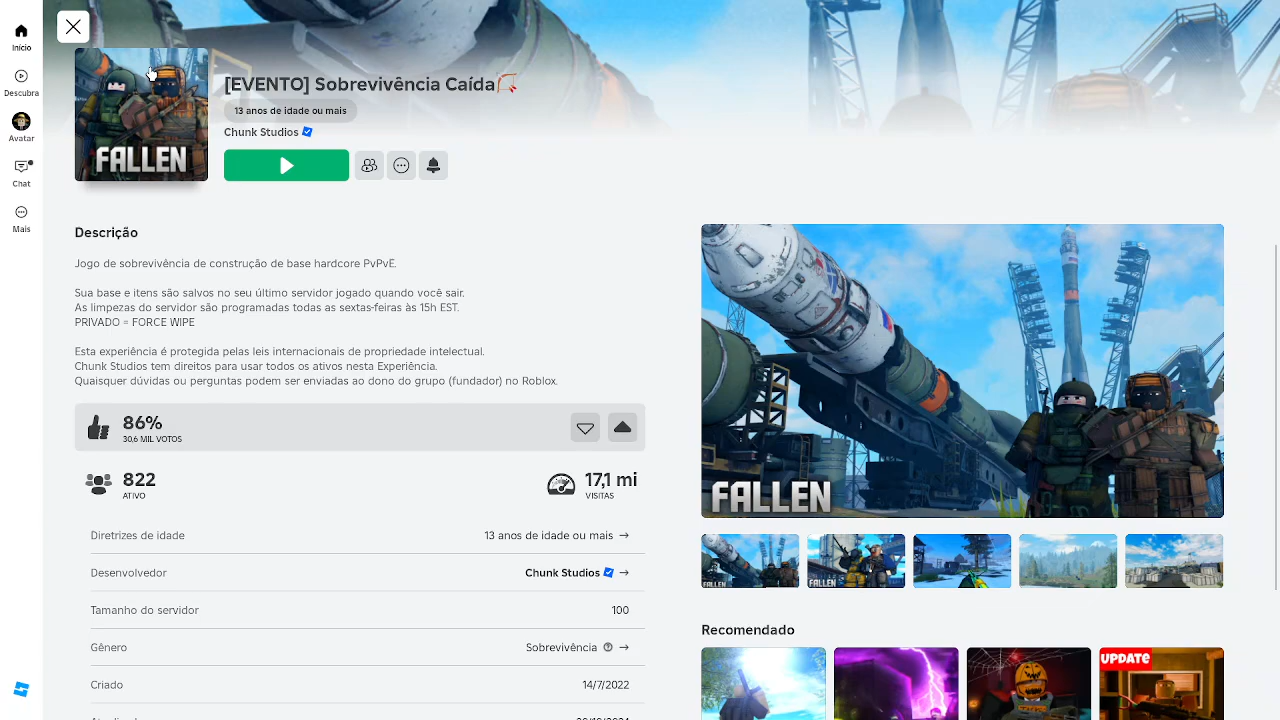 Início
Descubra
Avatar
Chat
Mais
FALLEN
[EVENTO] Sobrevivência Caída
13 anos de idade ou mais
Chunk Studios
Descrição
Jogo de sobrevivência de construção de base hardcore PvPvE.
Sua base e itens são salvos no seu último servidor jogado quando você sair.
As limpezas do servidor são programadas todas as sextas-feiras às 15h EST.
PRIVADO = FORCE WIPE
Esta experiência é protegida pelas leis internacionais de propriedade intelectual.
Chunk Studios tem direitos para usar todos os ativos nesta Experiência.
Quaisquer dúvidas ou perguntas podem ser enviadas ao dono do grupo (fundador) no Roblox.
86%
30,6 MIL VOTOS
822
ATIVO
17,1 mi
VISITAS
Diretrizes de idade
13 anos de idade ou mais
Desenvolvedor
Chunk Studios
Tamanho do servidor
100
Gênero
Sobrevivência
Criado
14/7/2022
FALLEN
FALLEN
FALLEN
Recomendado
UPDATE